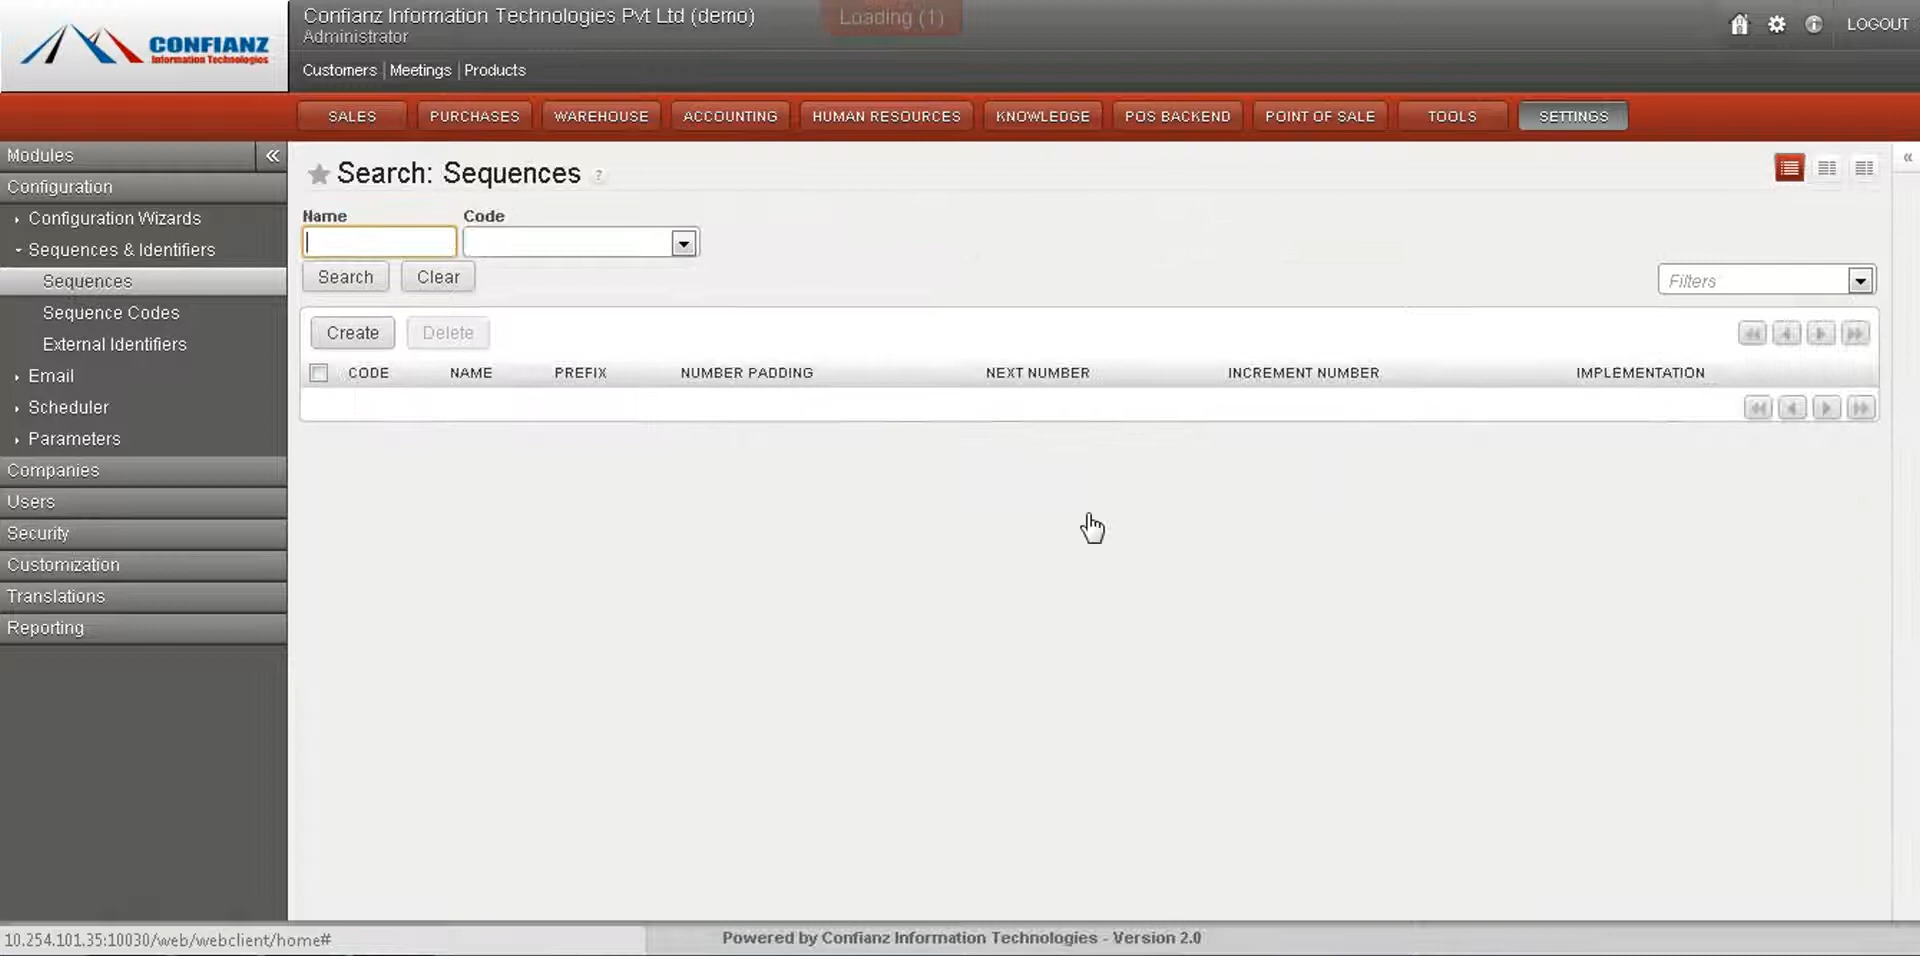 CONFIANZ
Information Technologies
Confianz Information Technologies Pvt Ltd (demo)
Administrator
Loading (1)
LOGOUT
Customers | Meetings | Products
SALES PURCHASES WAREHOUSE ACCOUNTING HUMAN RESOURCES KNOWLEDGE POS BACKEND POINT OF SALE TOOLS SETTINGS
Modules
Configuration
Configuration Wizards
Sequences & Identifiers
Sequences
Sequence Codes
External Identifiers
Email
Scheduler
Parameters
Companies
Users
Security
Customization
Translations
Reporting
Search: Sequences ?
Name Code
Search Clear
Filters
Create Delete
CODE NAME PREFIX NUMBER PADDING NEXT NUMBER INCREMENT NUMBER IMPLEMENTATION
10.254.101.35:10030/web/webclient/home#
Powered by Confianz Information Technologies - Version 2.0